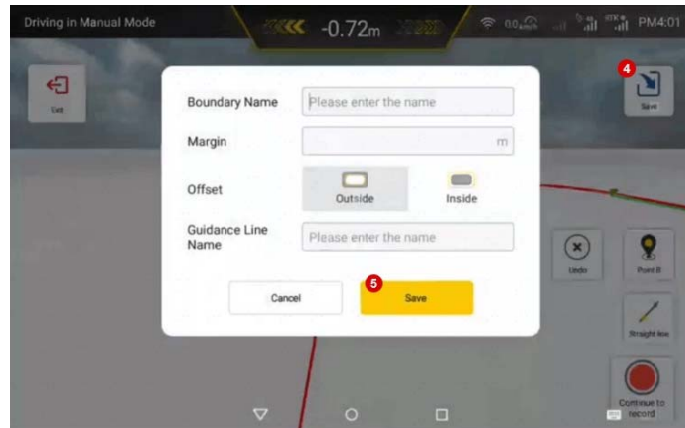 Driving in Manual Mode
-0.72m
PM4:01
4
Exit
Save
Boundary Name
Please enter the name
Margin
m
Offset
Outside
Inside
Guidance Line
Name
Please enter the name
5
Cancel
Save
Undo
Point B
Straight line
Continue to
record